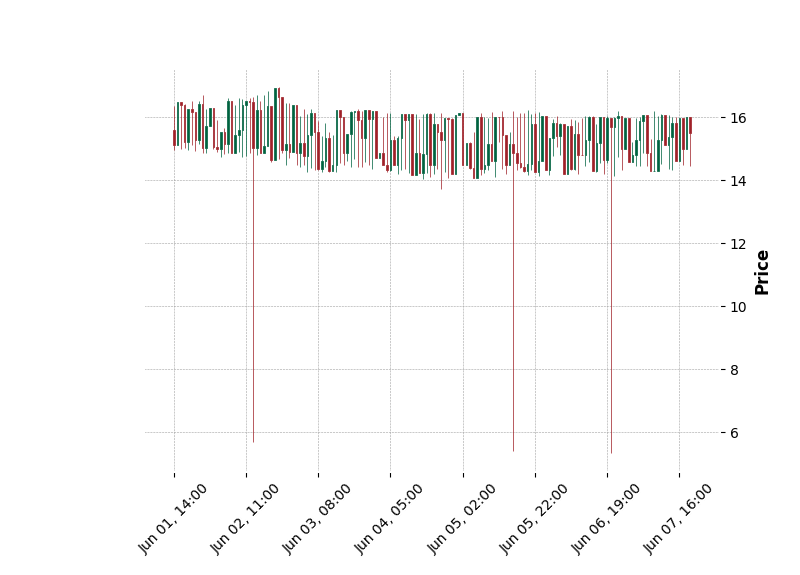 16
14
12
10
8
6
Price
Jun 01, 14:00
Jun 02, 11:00
Jun 03, 08:00
Jun 04, 05:00
Jun 05, 02:00
Jun 05, 22:00
Jun 06, 19:00
Jun 07, 16:00